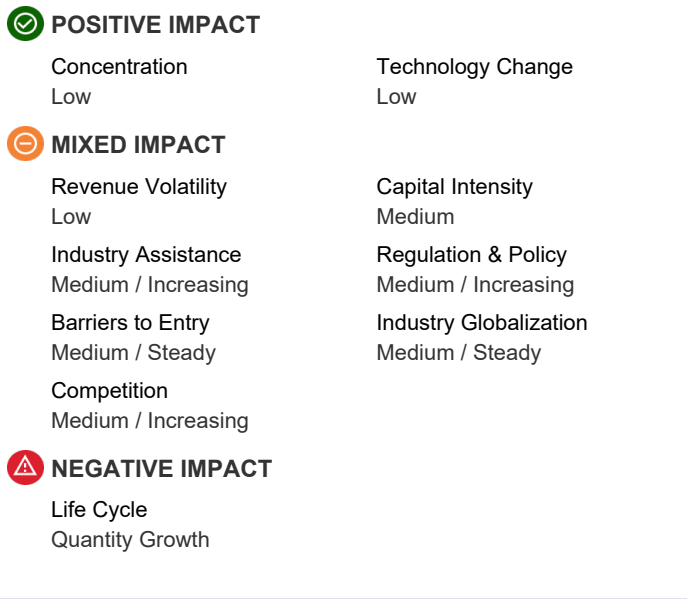 POSITIVE IMPACT
Concentration
Low
Technology Change
Low
MIXED IMPACT
Revenue Volatility
Low
Capital Intensity
Medium
Industry Assistance
Medium / Increasing
Regulation & Policy
Medium / Increasing
Barriers to Entry
Medium / Steady
Industry Globalization
Medium / Steady
Competition
Medium / Increasing
NEGATIVE IMPACT
Life Cycle
Quantity Growth